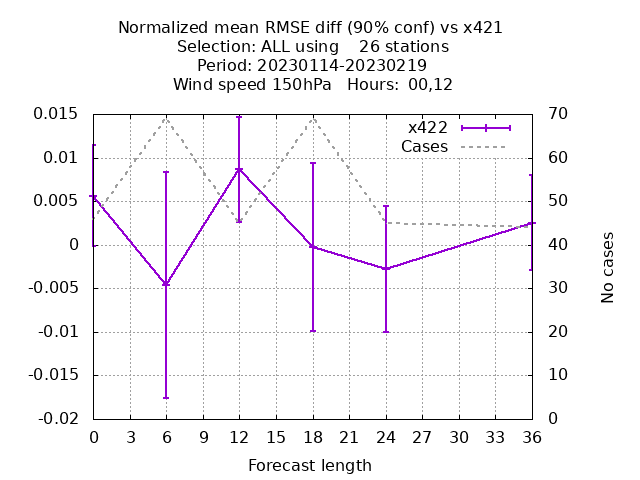 Normalized mean RMSE diff (90% conf) vs x421
Selection: ALL using    26 stations
Period: 20230114-20230219
Wind speed 150hPa   Hours:  00,12
0.015
0.01
0.005
0
-0.005
-0.01
-0.015
-0.02
x422
Cases
70
60
50
40
30
20
10
0
No cases
0 3 6 9 12 15 18 21 24 27 30 33 36
Forecast length